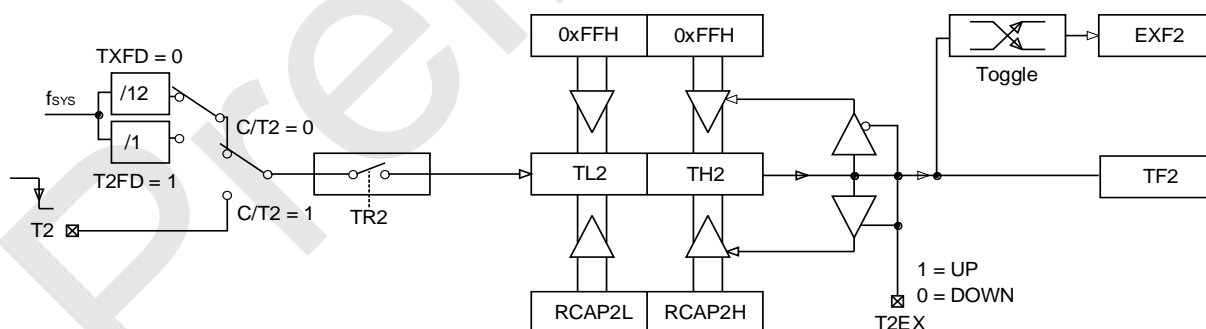 0xFFH 0xFFH EXF2
TXFD = 0
Toggle
/12
fSYS
C/T2 = 0
/1
TL2 TH2 TF2
T2FD = 1
C/T2 = 1
TR2
T2
1 = UP
0 = DOWN
RCAP2L RCAP2H
T2EX
Pre